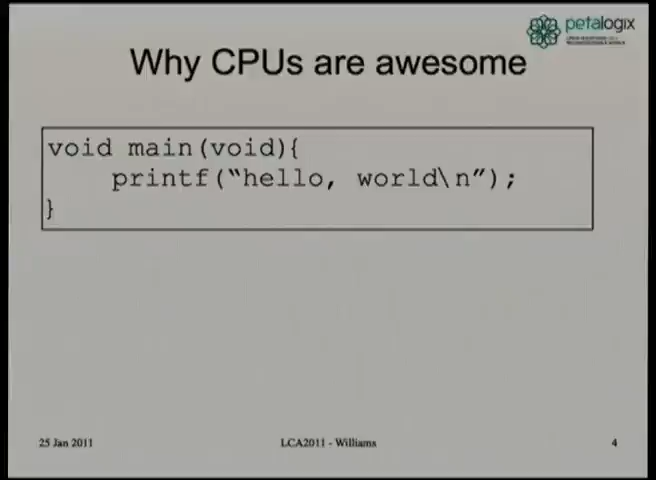 petalogix
Why CPUs are awesome
void main(void){
    printf(“hello, world\n”);
}
25 Jan 2011
LCA2011 - Williams
4